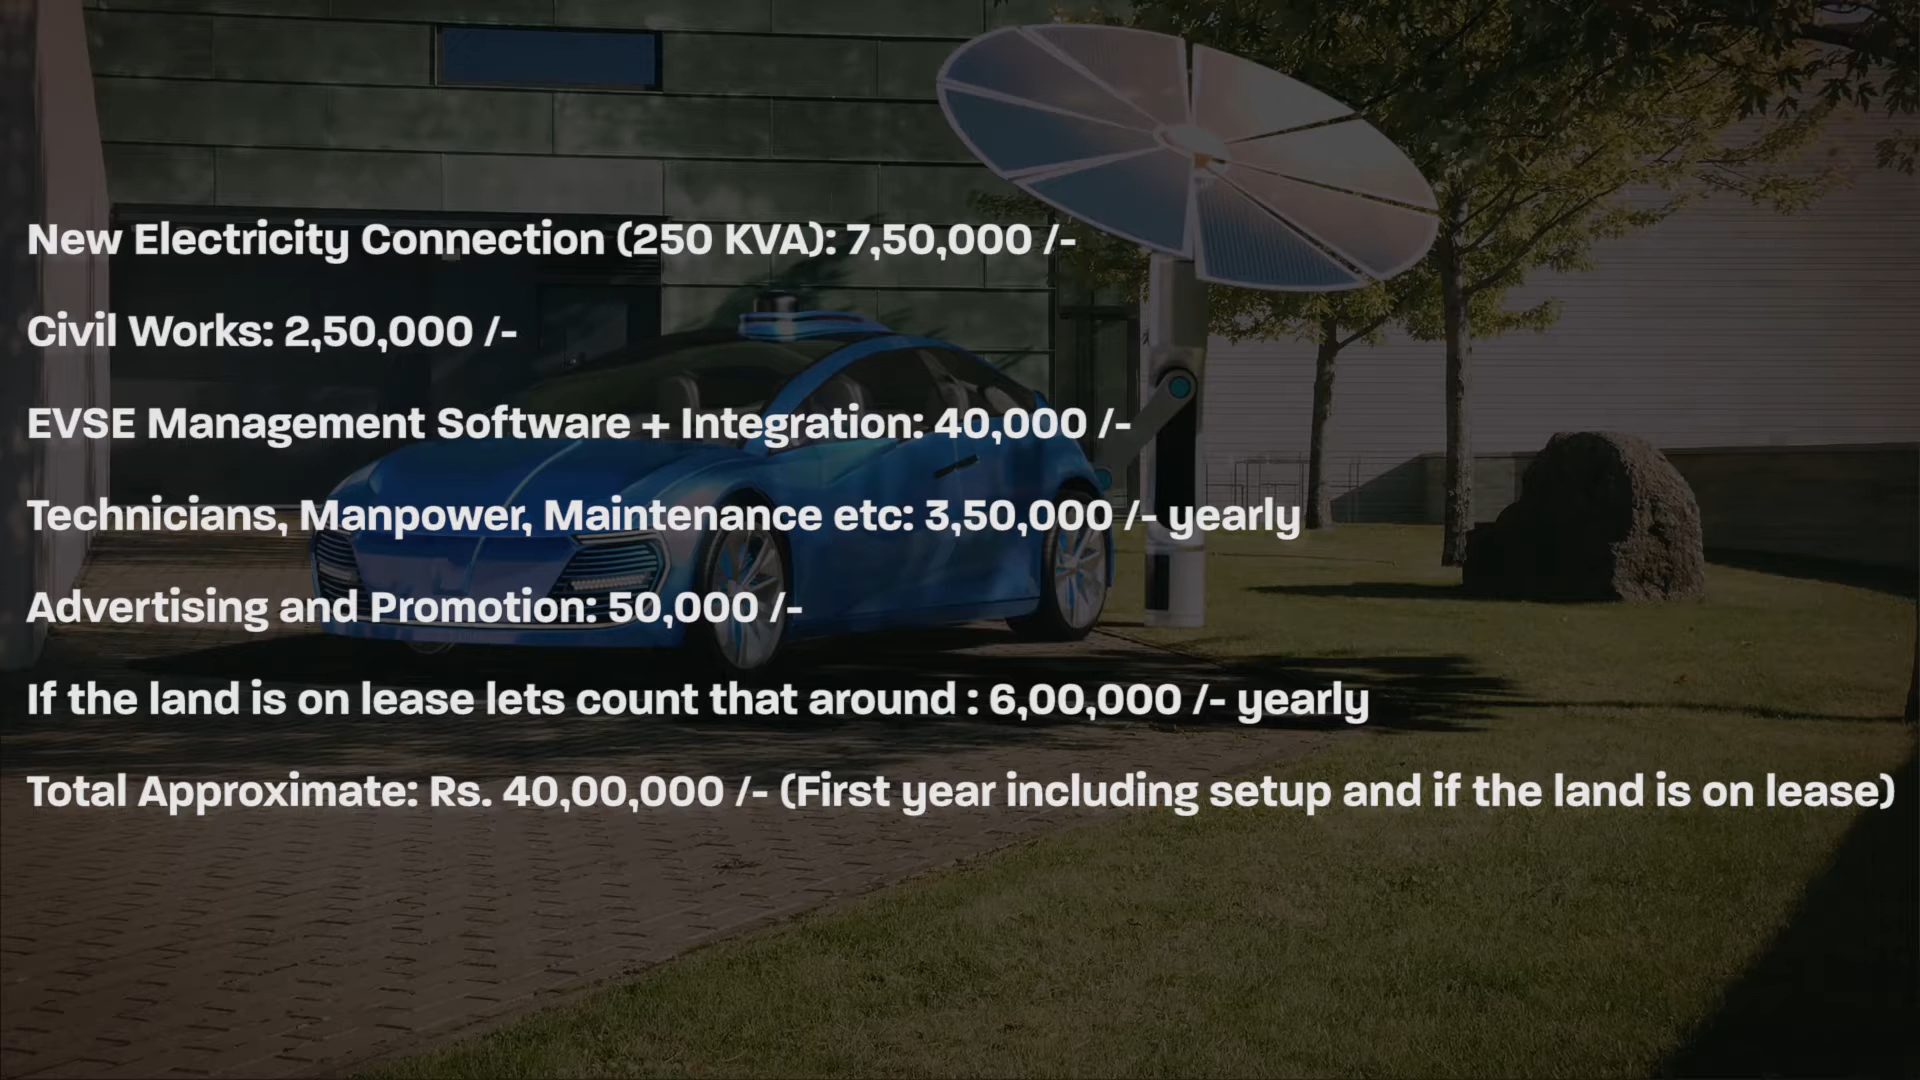 New Electricity Connection (250 KVA): 7,50,000 /-
Civil Works: 2,50,000 /-
EVSE Management Software + Integration: 40,000 /-
Technicians, Manpower, Maintenance etc: 3,50,000 /- yearly
Advertising and Promotion: 50,000 /-
If the land is on lease lets count that around : 6,00,000 /- yearly
Total Approximate: Rs. 40,00,000 /- (First year including setup and if the land is on lease)